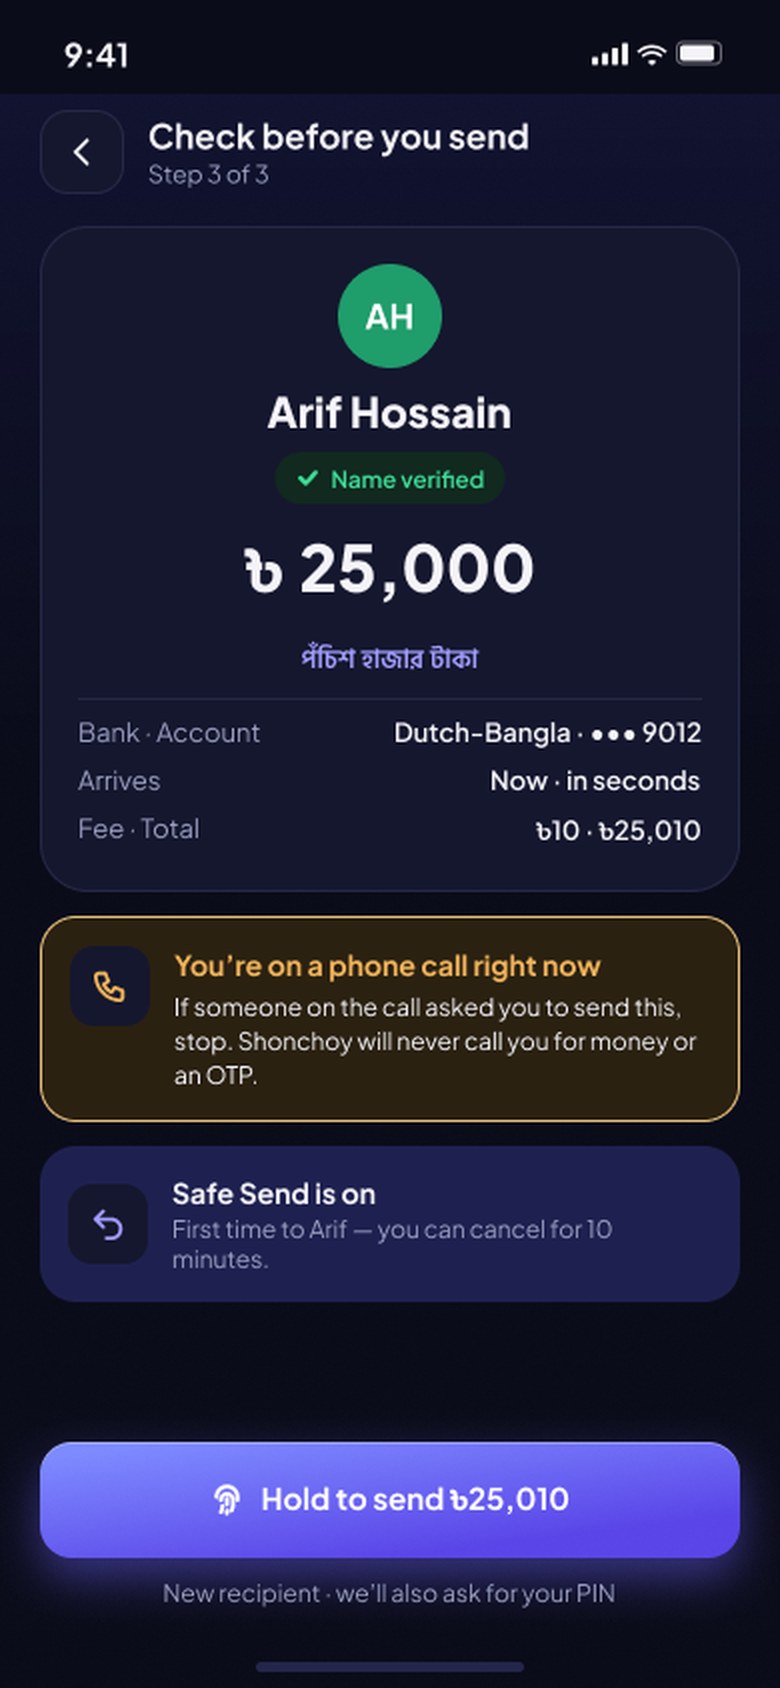 9:41
Check before you send
Step 3 of 3
AH
Arif Hossain
Name verified
৳ 25,000
পঁচিশ হাজার টাকা
Bank · Account
Dutch-Bangla · ••• 9012
Arrives
Now · in seconds
Fee · Total
৳10 · ৳25,010
You’re on a phone call right now
If someone on the call asked you to send this,
stop. Shonchoy will never call you for money or
an OTP.
Safe Send is on
First time to Arif — you can cancel for 10
minutes.
Hold to send ৳25,010
New recipient · we’ll also ask for your PIN